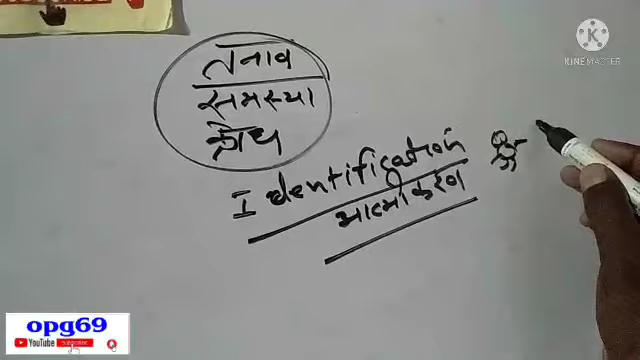 तनाव
समस्या
क्रोध
Identification
आत्मीकरण
KINEMASTER
opg69
YouTube